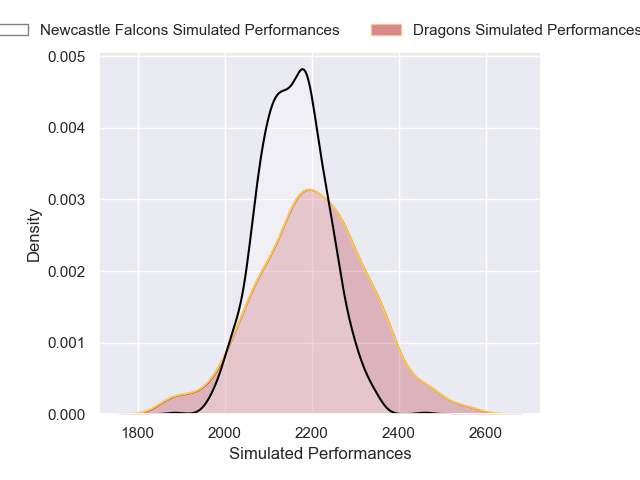 Newcastle Falcons Simulated Performances
Dragons Simulated Performances
0.005
0.004
0.003
0.002
0.001
0.000
Density
1800 2000 2200 2400 2600
Simulated Performances